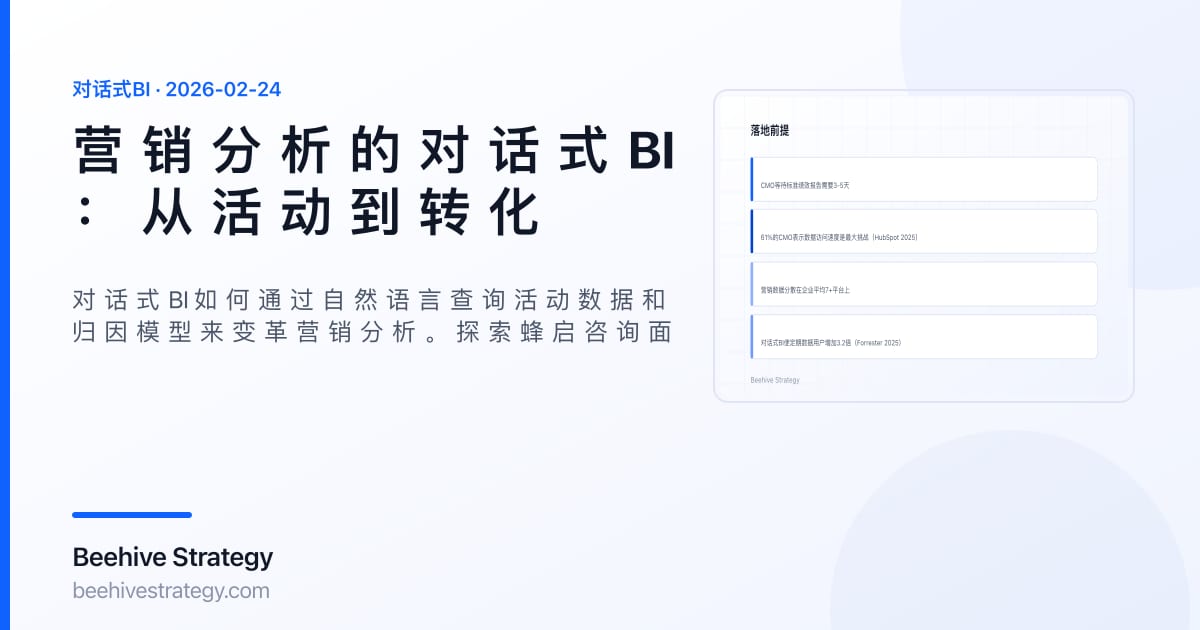 对话式BI · 2026-02-24
营销分析的对话式BI
：从活动到转化
对话式BI如何通过自然语言查询活动数据和
归因模型来变革营销分析。探索蜂启咨询面
落地前提
CMO等待标准绩效报告需要3-5天
61%的CMO表示数据访问速度是最大挑战（HubSpot 2025）
营销数据分散在企业平均7+平台上
对话式BI使定期数据用户增加3.2倍（Forrester 2025）
Beehive Strategy
Beehive Strategy
beehivestrategy.com